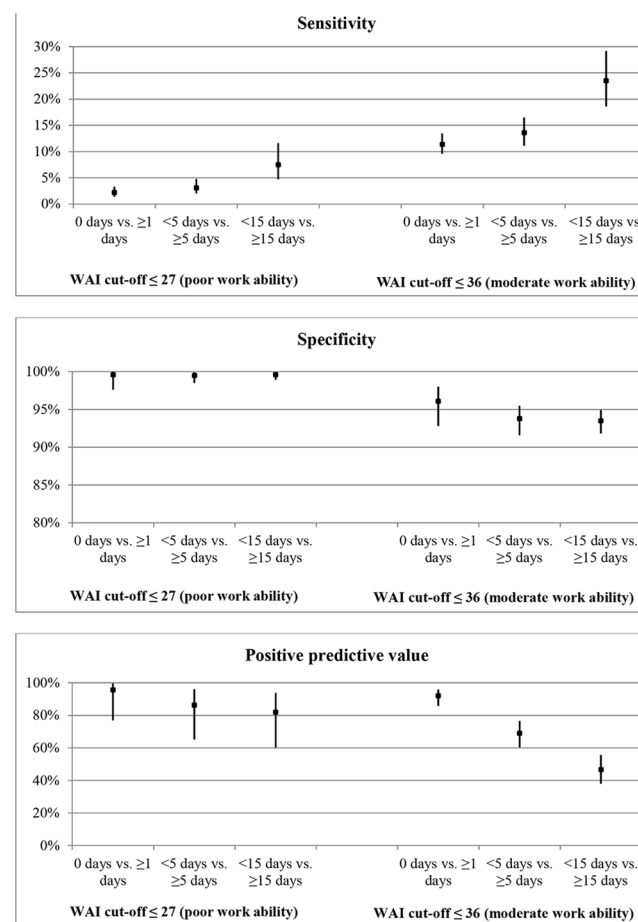 Sensitivity
30%
25%
20%
15%
10%
5%
0%
0 days vs. ≥1 <5 days vs. <15 days vs. 0 days vs. ≥1 <5 days vs. <15 days vs
days ≥5 days ≥15 days days ≥5 days ≥15 days
WAI cut-off ≤ 27 (poor work ability) WAI cut-off ≤ 36 (moderate work ability)
Specificity
100%
95%
90%
85%
80%
0 days vs. ≥1 <5 days vs. <15 days vs. 0 days vs. ≥1 <5 days vs. <15 days vs.
days ≥5 days ≥15 days days ≥5 days ≥15 days
WAI cut-off ≤ 27 (poor work ability) WAI cut-off ≤ 36 (moderate work ability)
Positive predictive value
100%
80%
60%
40%
20%
0%
0 days vs. ≥1 <5 days vs. <15 days vs. 0 days vs. ≥1 <5 days vs. <15 days vs.
days ≥5 days ≥15 days days ≥5 days ≥15 days
WAI cut-off ≤ 27 (poor work ability) WAI cut-off ≤ 36 (moderate work ability)